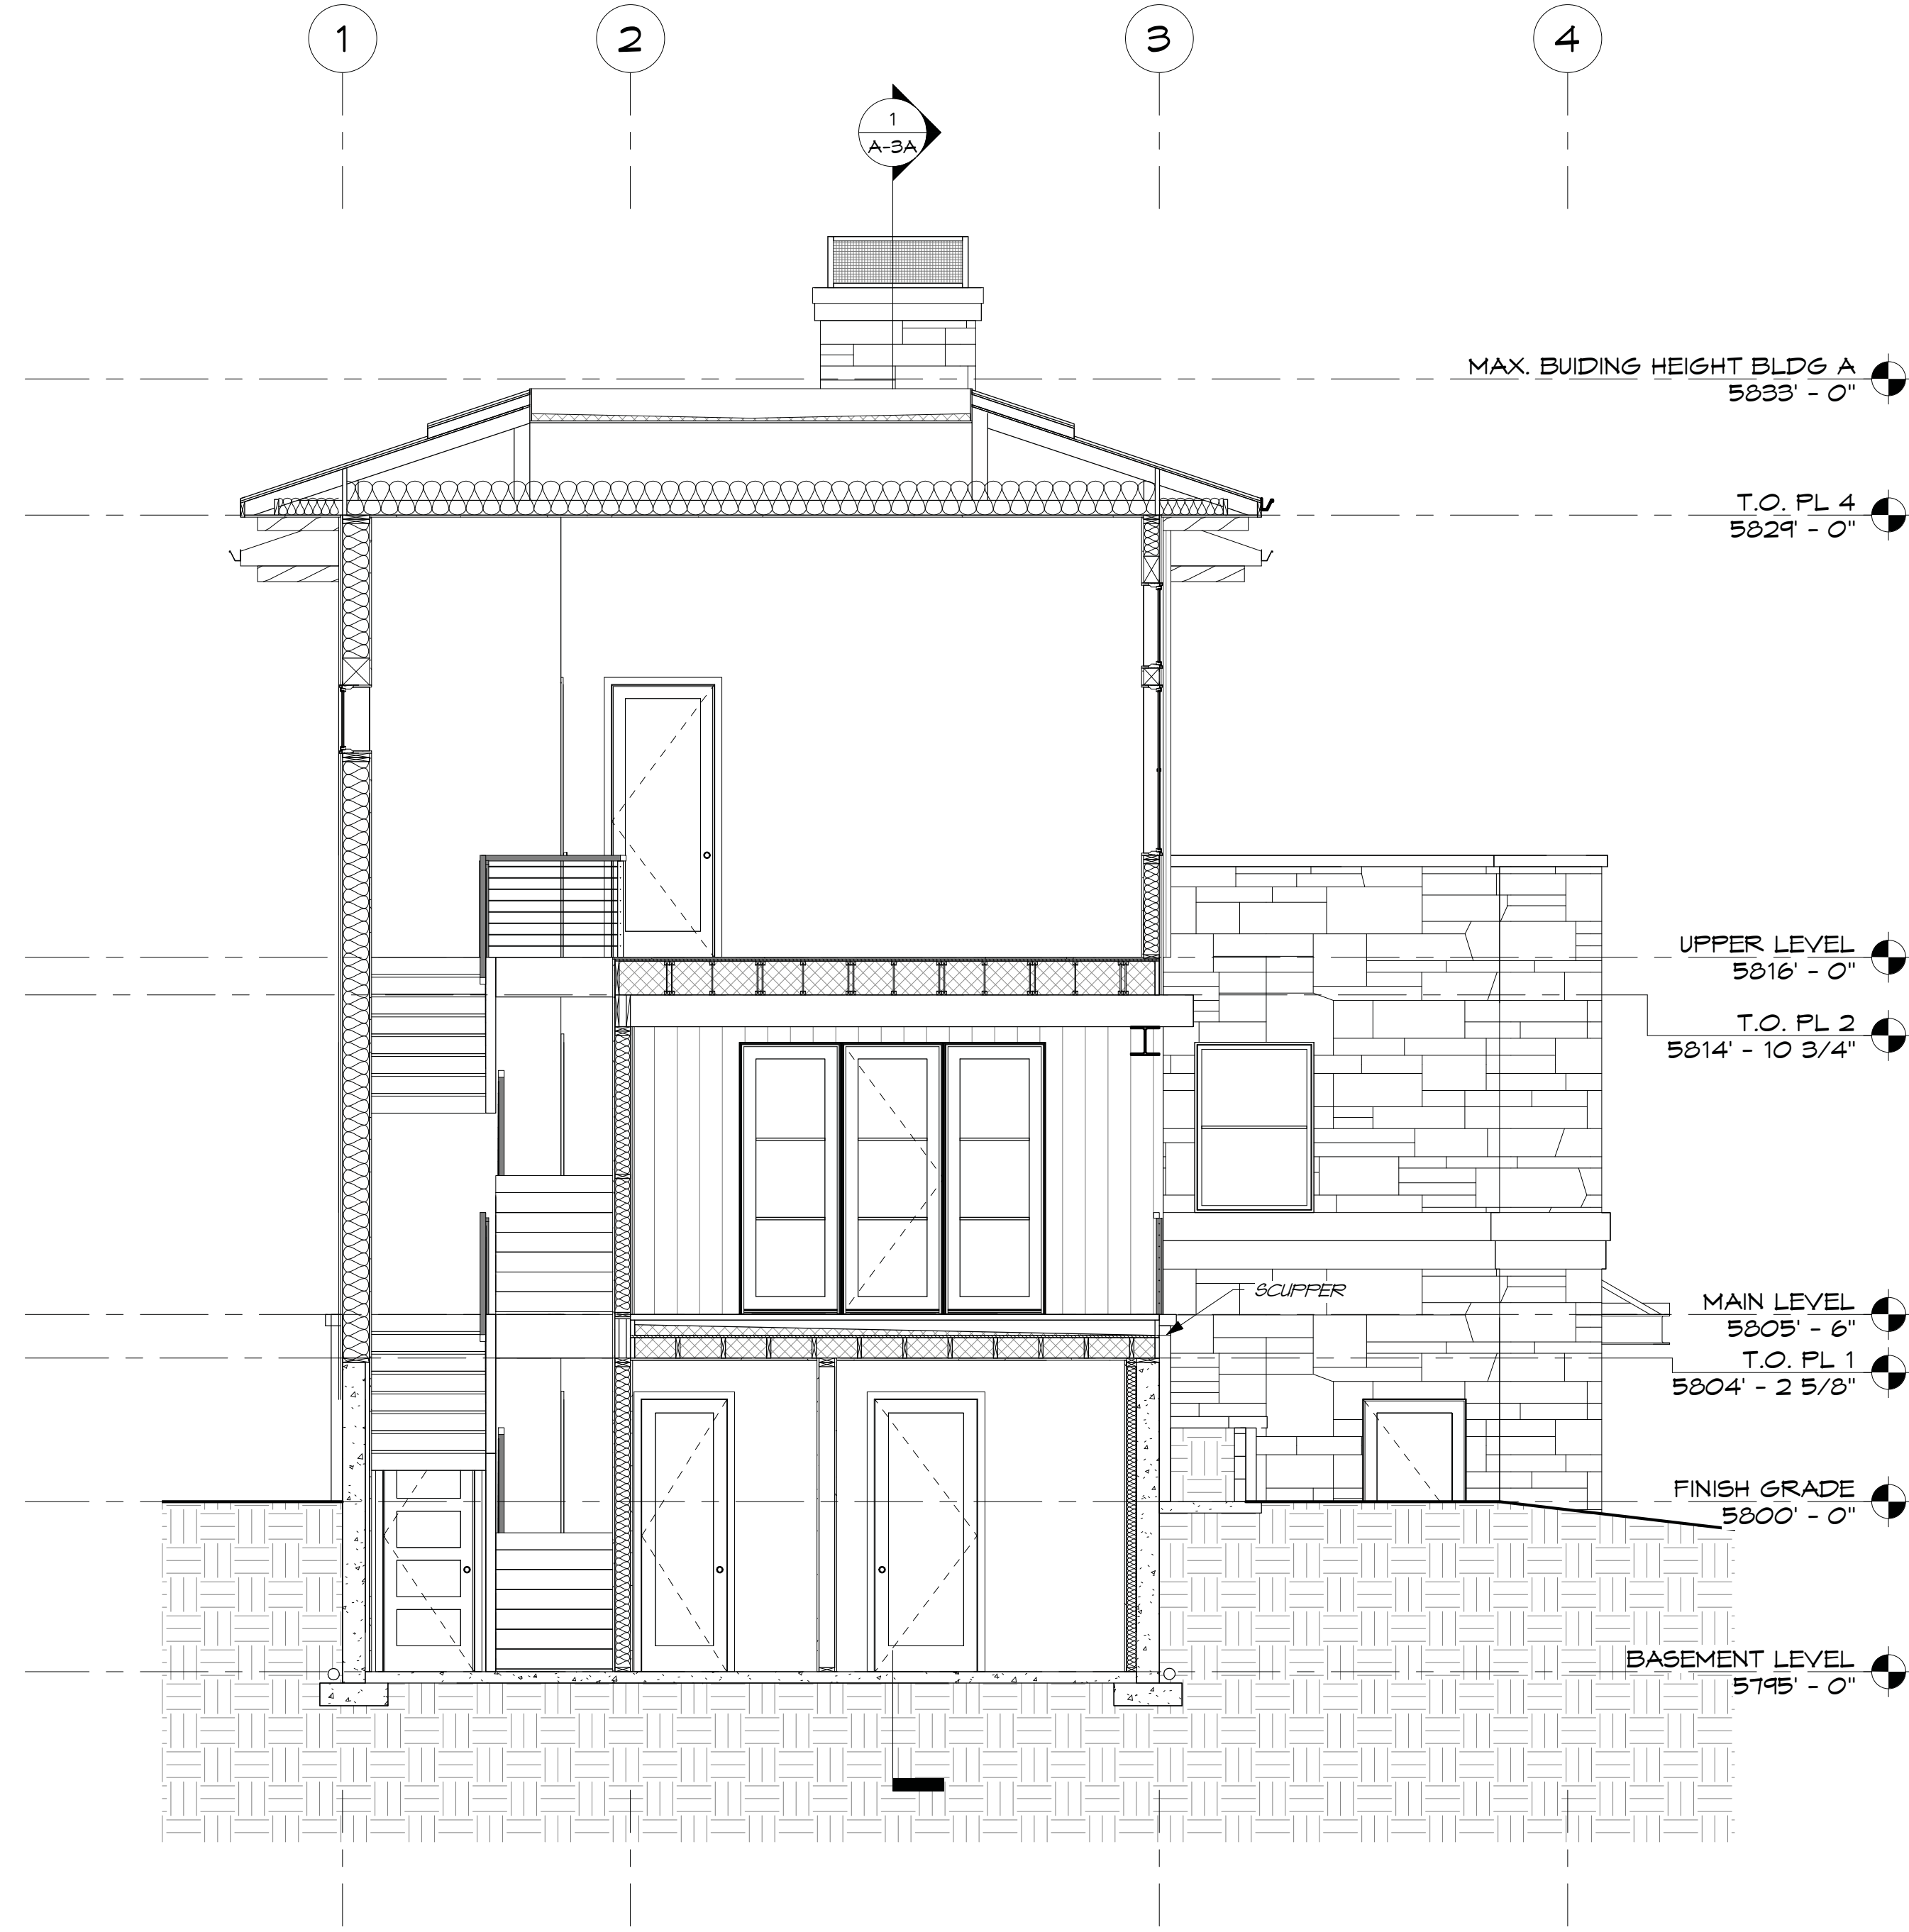 1
2
3
4
1
A-3A
MAX. BUIDING HEIGHT BLDG A
5833' - 0"
T.O. PL 4
5829' - 0"
UPPER LEVEL
5816' - 0"
T.O. PL 2
5814' - 10 3/4"
SCUPPER
MAIN LEVEL
5805' - 6"
T.O. PL 1
5804' - 2 5/8"
FINISH GRADE
5800' - 0"
BASEMENT LEVEL
5795' - 0"